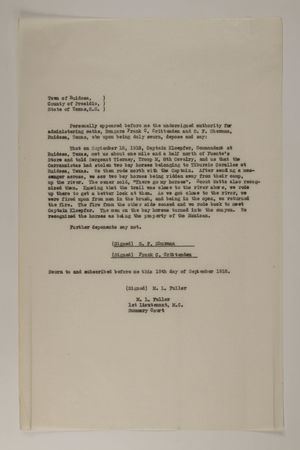 Town of Ruidosa, )
County of Presidio, )
State of Texas,S.S. )
Personally appeared before me the undersigned authority for
administering oaths, Rangers Frank C. Crittenden and S. F. Sherman,
Ruidosa, Texas, who upon being duly sworn, depose and say:
That on September 18, 1918, Captain Kloepfer, Commandant at
Ruidosa, Texas, met us about one mile and a half north of Fuente's
Store and told Sergeant Tierney, Troop M, 8th Cavalry, and us that the
Carranzistas had stolen two bay horses belonging to Tiburcio Carallas at
Ruidosa, Texas. We then rode north with the Captain. After sending a mes-
senger across, we saw two bay horses being ridden away from their camp,
up the river. The owner said, "There go my horses". Scout Watts also recog-
nized them. Knowing that the trail was close to the river above, we rode
up there to get a better look at them. As we got close to the river, we
were fired upon from men in the brush, and being in the open, we returned
the fire. The fire from the other side ceased and we rode back to meet
Captain Kloepfer. The men on the bay horses turned into the canyon. We
recognized the horses as being the property of the Mexican.
Further deponents say not.
(Signed) S. F. Sherman
(Signed) Frank C. Crittenden
Sworn to and subscribed before me this 19th day of September 1918.
(Signed) M. L. Fuller
M. L. Fuller
1st Lieutenant, M.C.
Summary Court